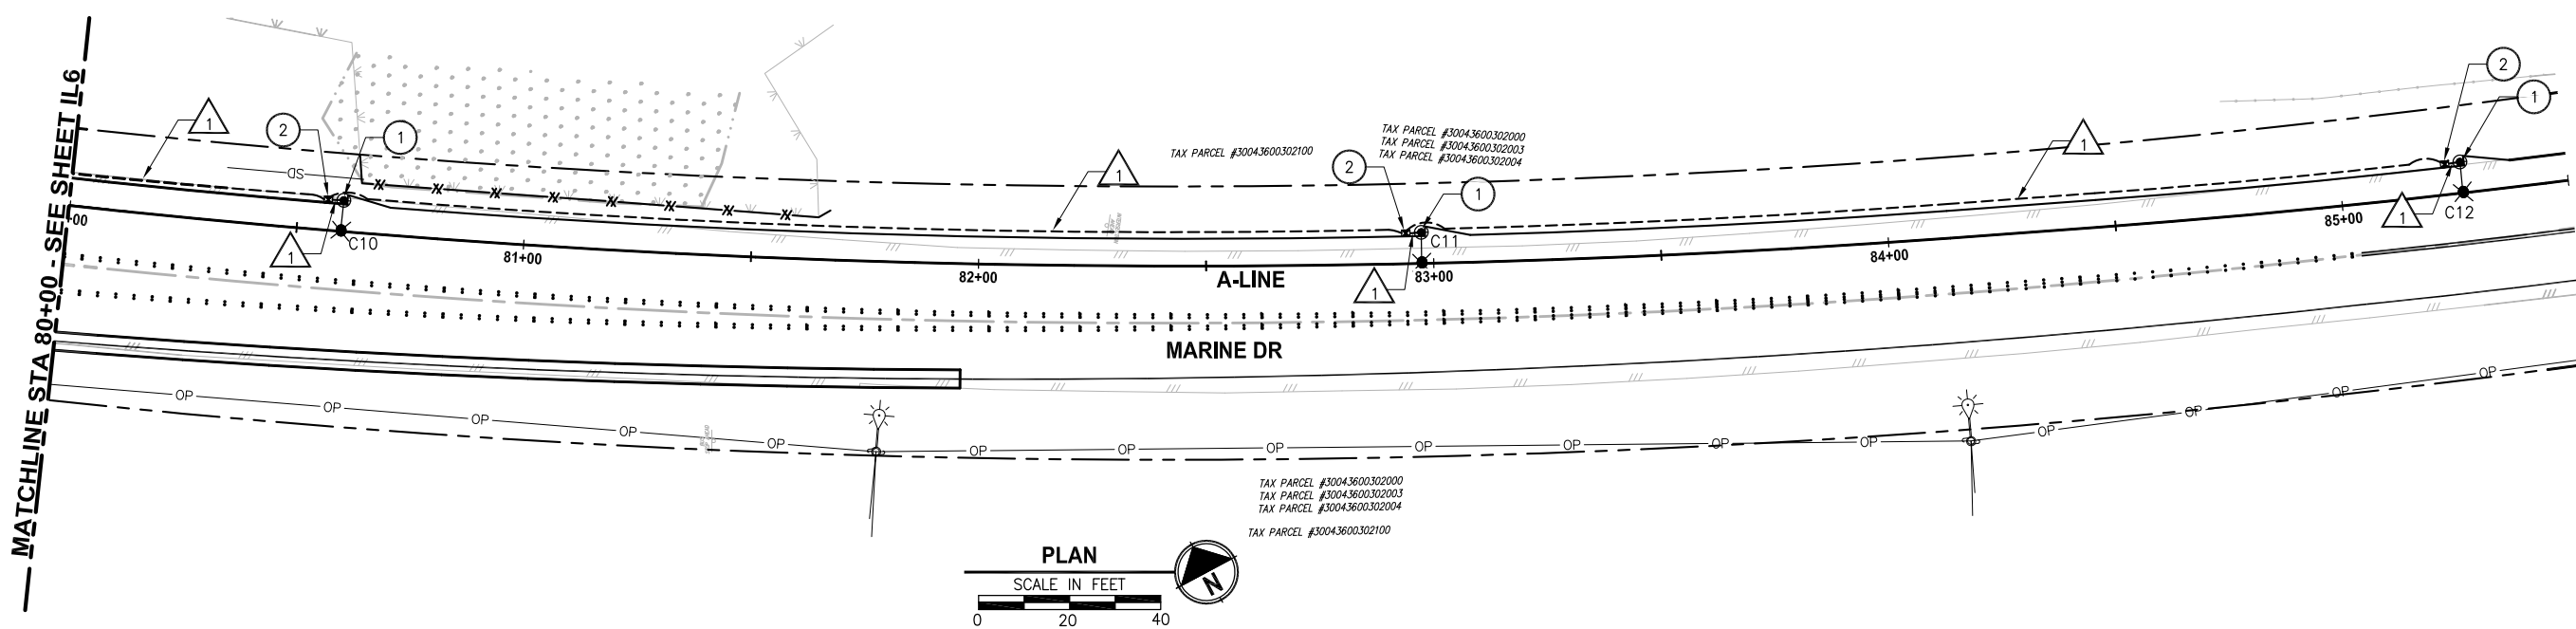 MATCHLINE STA 80+00 - SEE SHEET IL6
1
2
1
SD
TAX PARCEL #30043600302100
TAX PARCEL #30043600302000
TAX PARCEL #30043600302003
TAX PARCEL #30043600302004
1
2
1
1
2
1
+00
C10
1
81+00
82+00
A-LINE
C11
1
83+00
84+00
85+00
1
C12
MARINE DR
OP OP OP OP OP OP OP OP OP OP OP OP OP OP OP OP
TAX PARCEL #30043600302000
TAX PARCEL #30043600302003
TAX PARCEL #30043600302004
TAX PARCEL #30043600302100
PLAN
SCALE IN FEET
0 20 40
N